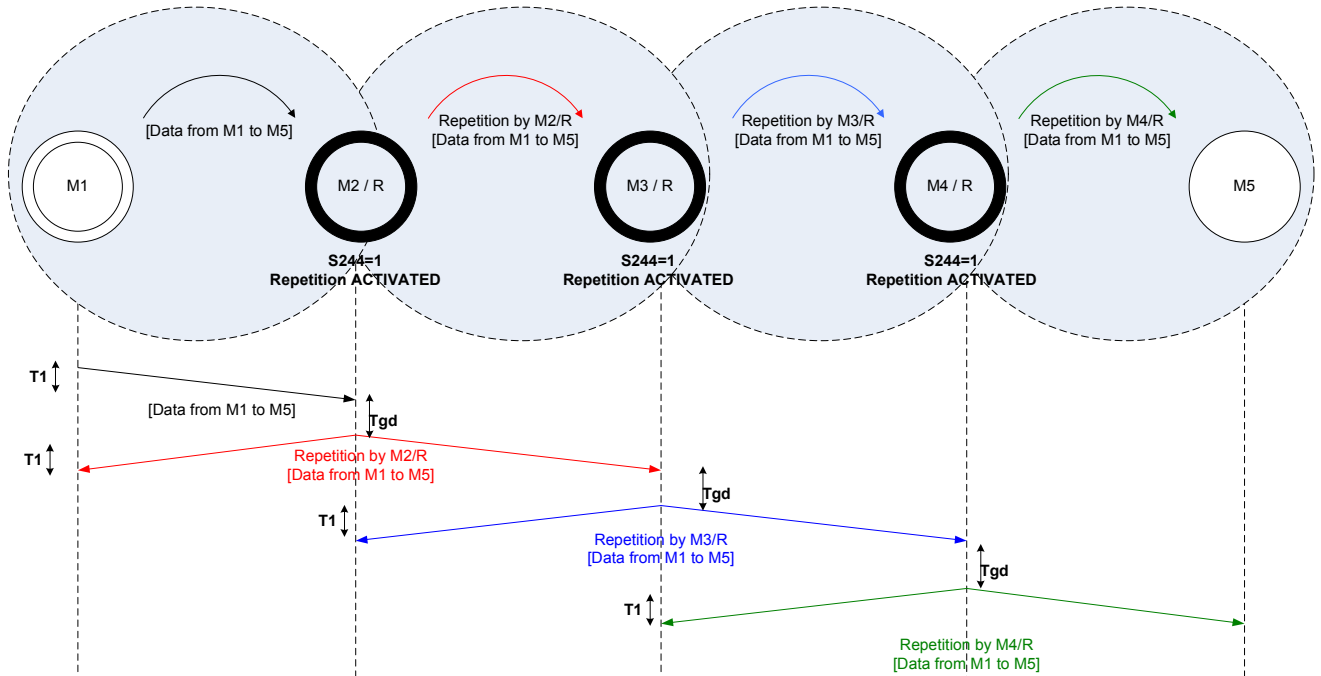 [Data from M1 to M5]
Repetition by M2/R
[Data from M1 to M5]
Repetition by M3/R
[Data from M1 to M5]
Repetition by M4/R
[Data from M1 to M5]
M1
M2 / R
M3 / R
M4 / R
M5
S244=1
Repetition ACTIVATED
S244=1
Repetition ACTIVATED
S244=1
Repetition ACTIVATED
T1
[Data from M1 to M5]
Tgd
T1
Repetition by M2/R
[Data from M1 to M5]
Tgd
T1
Repetition by M3/R
[Data from M1 to M5]
Tgd
T1
Repetition by M4/R
[Data from M1 to M5]